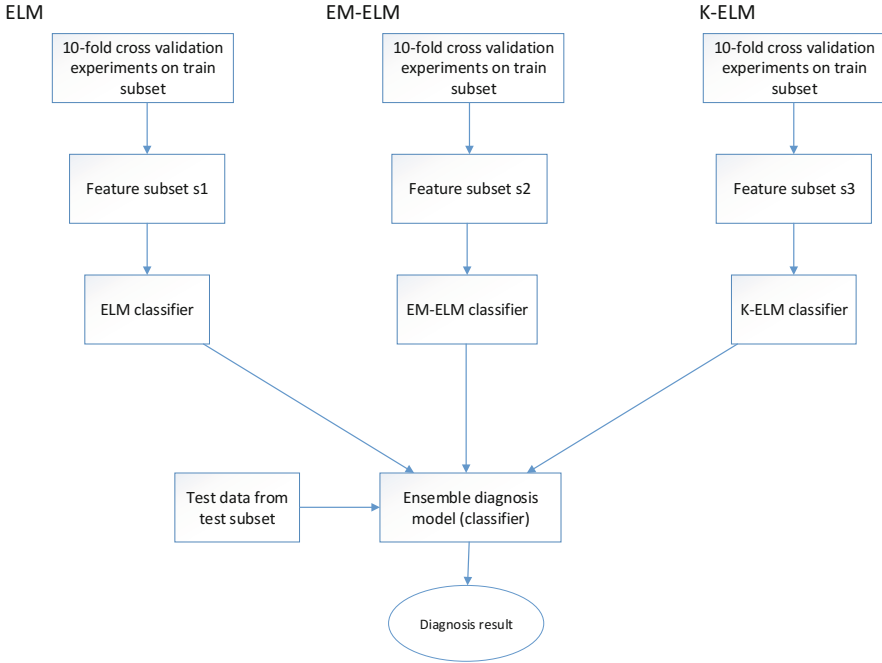 ELM
EM-ELM
K-ELM
10-fold cross validation
experiments on train
subset
10-fold cross validation
experiments on train
subset
10-fold cross validation
experiments on train
subset
Feature subset s1
Feature subset s2
Feature subset s3
ELM classifier
EM-ELM classifier
K-ELM classifier
Test data from
test subset
Ensemble diagnosis
model (classifier)
Diagnosis result